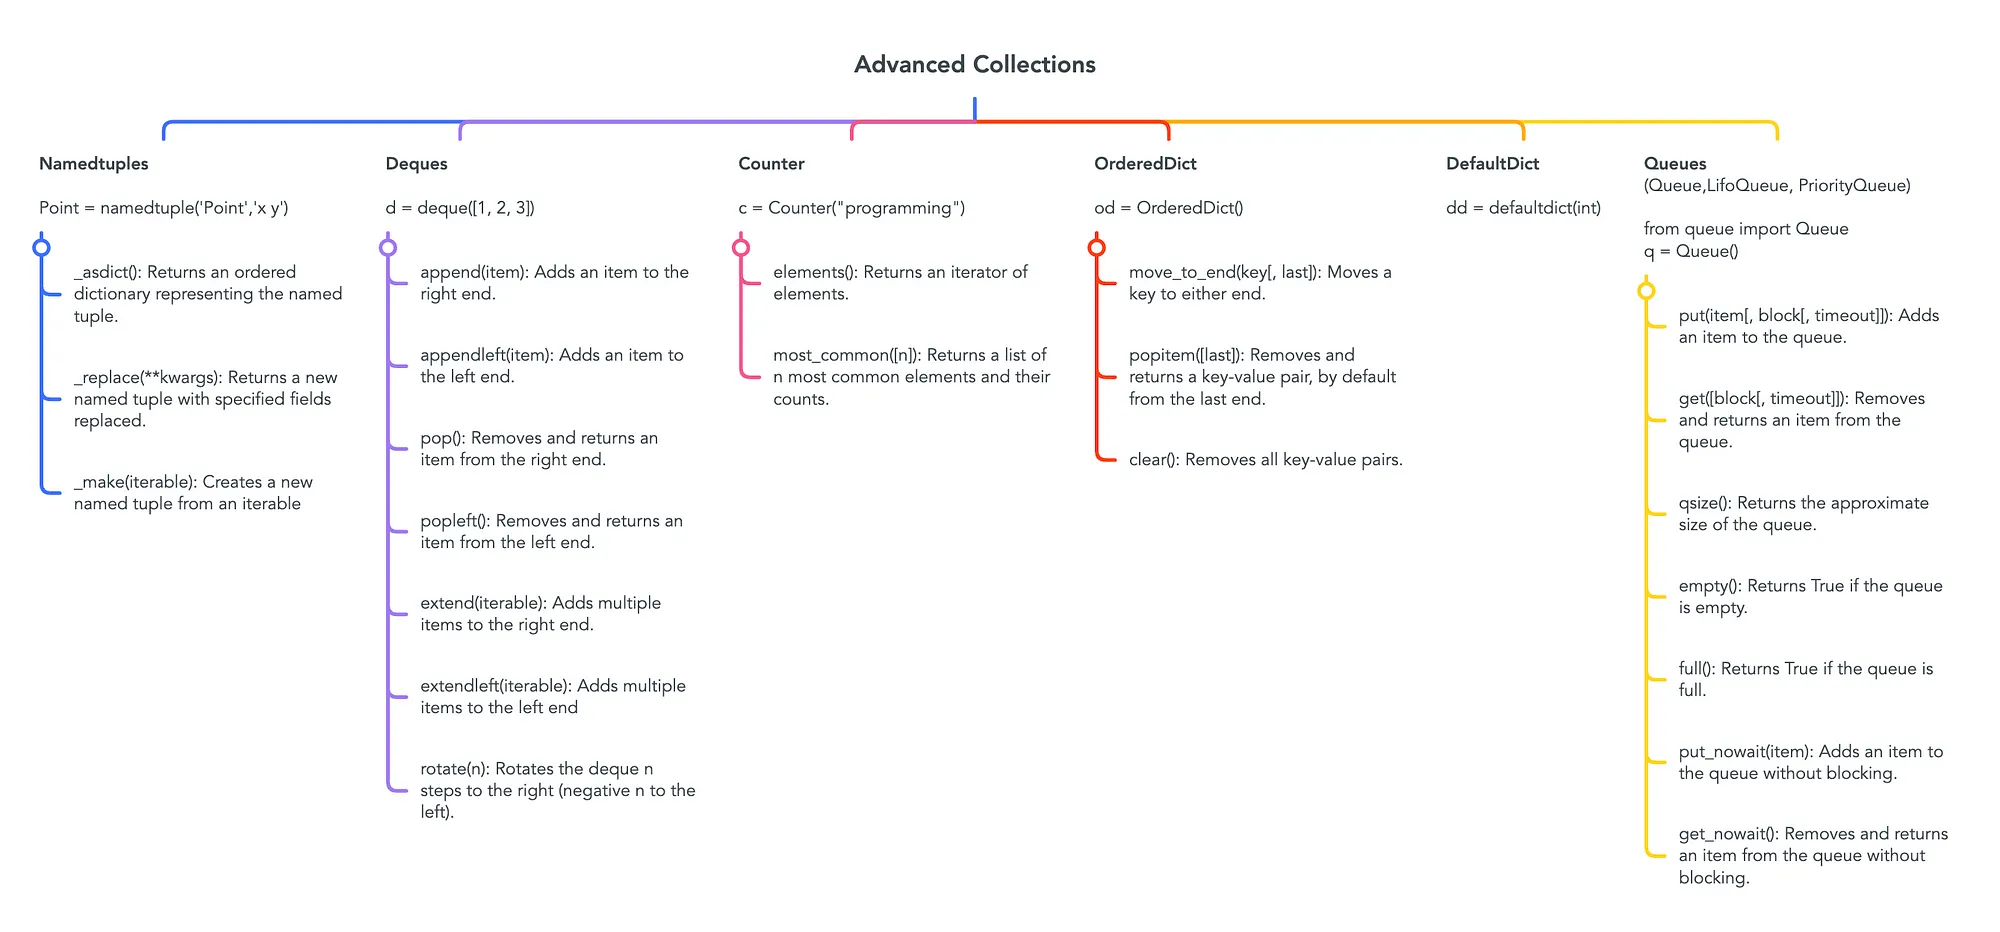 Advanced Collections
Namedtuples
Point = namedtuple('Point','x y')
_asdict(): Returns an ordered
dictionary representing the named
tuple.
_replace(**kwargs): Returns a new
named tuple with specified fields
replaced.
_make(iterable): Creates a new
named tuple from an iterable
Deques
d = deque([1, 2, 3])
append(item): Adds an item to the
right end.
appendleft(item): Adds an item to
the left end.
pop(): Removes and returns an
item from the right end.
popleft(): Removes and returns an
item from the left end.
extend(iterable): Adds multiple
items to the right end.
extendleft(iterable): Adds multiple
items to the left end
rotate(n): Rotates the deque n
steps to the right (negative n to the
left).
Counter
c = Counter("programming")
elements(): Returns an iterator of
elements.
most_common([n]): Returns a list of
n most common elements and their
counts.
OrderedDict
od = OrderedDict()
move_to_end(key[, last]): Moves a
key to either end.
popitem([last]): Removes and
returns a key-value pair, by default
from the last end.
clear(): Removes all key-value pairs.
DefaultDict
dd = defaultdict(int)
Queues
(Queue,LifoQueue, PriorityQueue)
from queue import Queue
q = Queue()
put(item[, block[, timeout]]): Adds
an item to the queue.
get([block[, timeout]]): Removes
and returns an item from the
queue.
qsize(): Returns the approximate
size of the queue.
empty(): Returns True if the queue
is empty.
full(): Returns True if the queue is
full.
put_nowait(item): Adds an item to
the queue without blocking.
get_nowait(): Removes and returns
an item from the queue without
blocking.